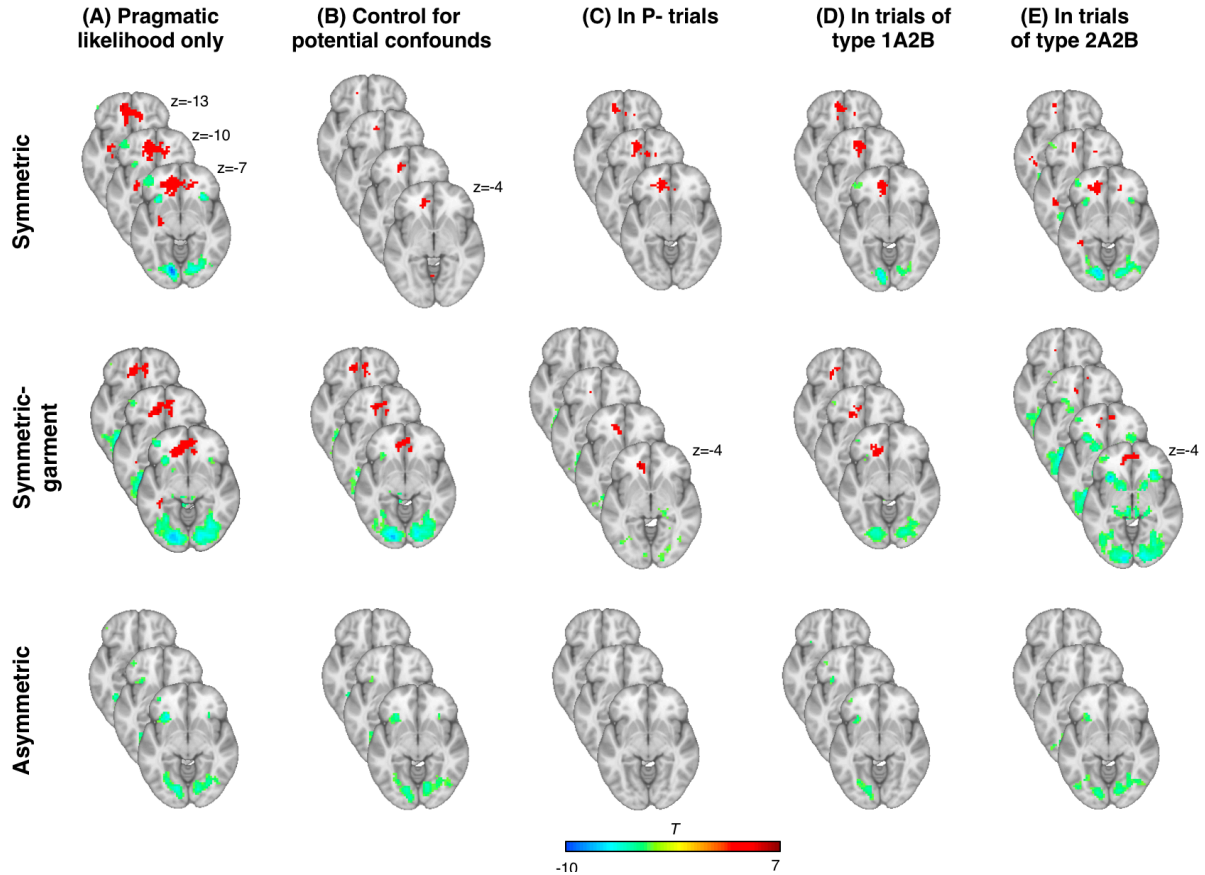 (A) Pragmatic
likelihood only
(B) Control for
potential confounds
(C) In P- trials
(D) In trials of
type 1A2B
(E) In trials
of type 2A2B
Symmetric
z=-13
z=-10
z=-7
z=-4
Symmetric-
garment
z=-4
z=-4
Asymmetric
T
-10
7